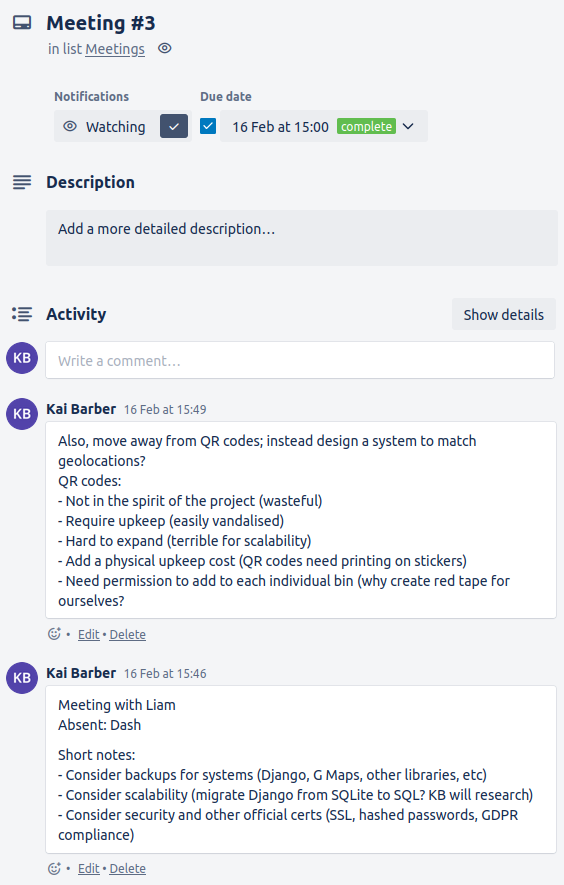 Meeting #3
in list Meetings
Notifications
Due date
Watching
16 Feb at 15:00 complete
Description
Add a more detailed description…
Activity
Show details
KB
Write a comment…
KB
Kai Barber 16 Feb at 15:49
Also, move away from QR codes; instead design a system to match
geolocations?
QR codes:
- Not in the spirit of the project (wasteful)
- Require upkeep (easily vandalised)
- Hard to expand (terrible for scalability)
- Add a physical upkeep cost (QR codes need printing on stickers)
- Need permission to add to each individual bin (why create red tape for
ourselves?
• Edit • Delete
KB
Kai Barber 16 Feb at 15:46
Meeting with Liam
Absent: Dash
Short notes:
- Consider backups for systems (Django, G Maps, other libraries, etc)
- Consider scalability (migrate Django from SQLite to SQL? KB will research)
- Consider security and other official certs (SSL, hashed passwords, GDPR
compliance)
• Edit • Delete